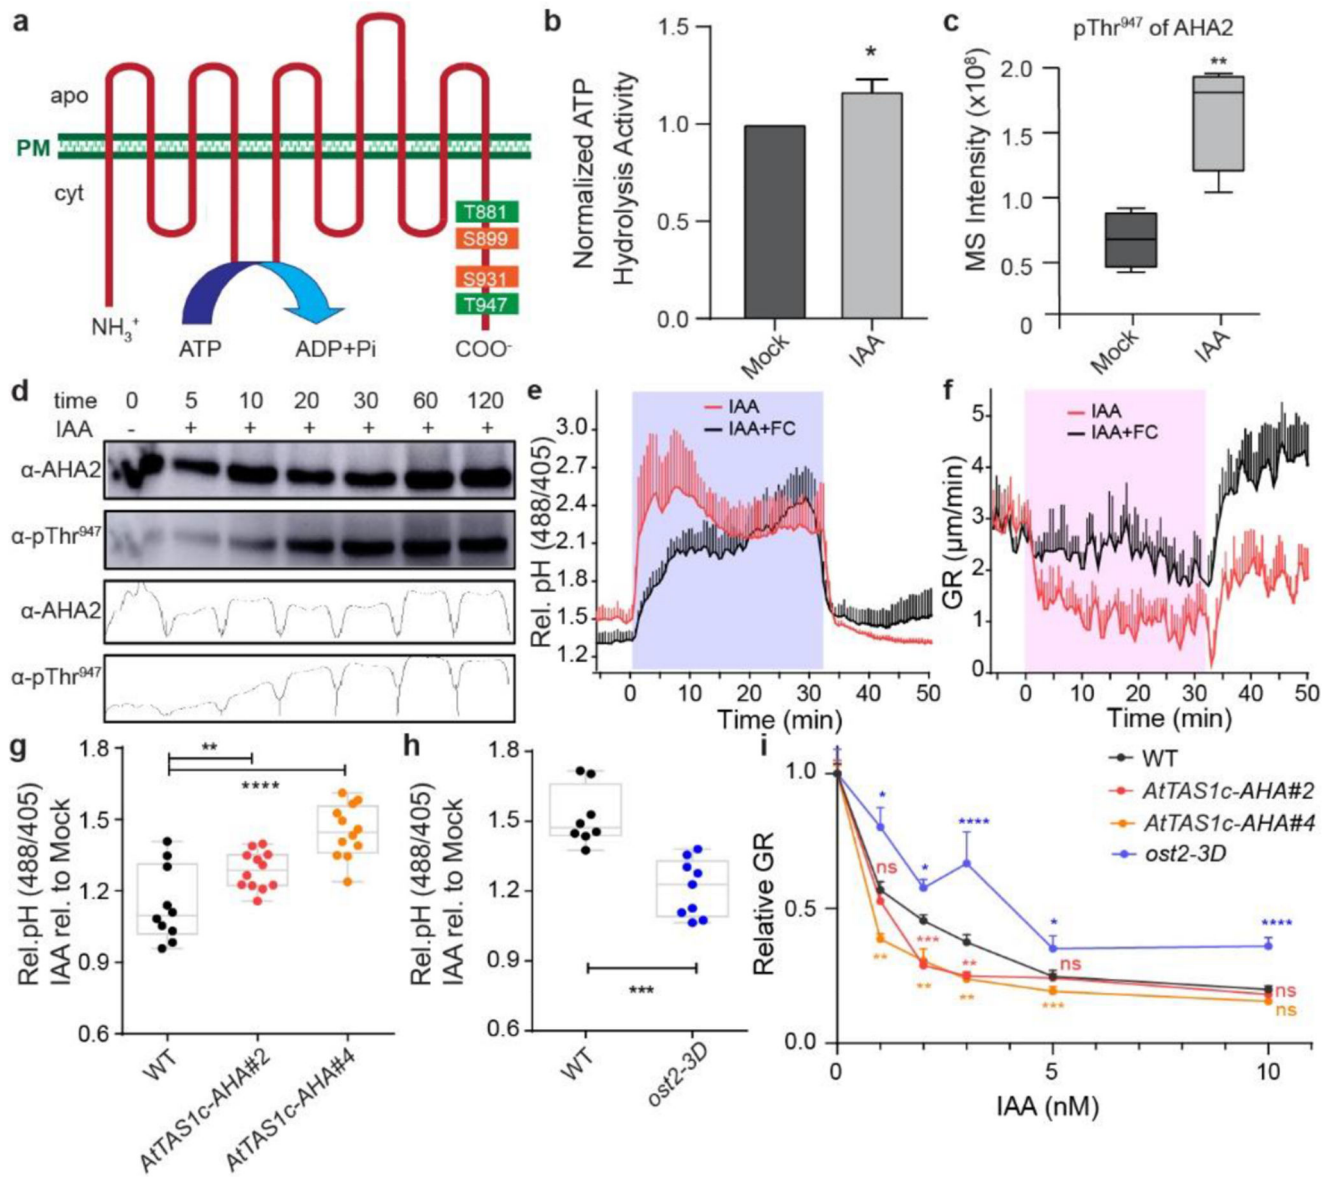 a
apo
PM
cyt
T881
S899
S931
T947
NH₃⁺
ATP
ADP+Pi
COO⁻
b
Normalized ATP
Hydrolysis Activity
1.5
1.0
0.5
0
*
Mock
IAA
c
pThr⁹⁴⁷ of AHA2
MS Intensity (x10⁸)
2.0
1.5
1.0
0.5
0
**
Mock
IAA
d
time 0 5 10 20 30 60 120
IAA - + + + + + +
α-AHA2
α-pThr⁹⁴⁷
α-AHA2
α-pThr⁹⁴⁷
e
Rel. pH (488/405)
3.0
2.7
2.4
2.1
1.8
1.5
1.2
IAA
IAA+FC
0 10 20 30 40 50
Time (min)
f
GR (µm/min)
5
4
3
2
1
0
IAA
IAA+FC
0 10 20 30 40 50
Time (min)
g
Rel.pH (488/405)
IAA rel. to Mock
1.8
1.5
1.2
0.9
0.6
**
****
WT
AtTAS1c-AHA#2
AtTAS1c-AHA#4
h
Rel.pH (488/405)
IAA rel. to Mock
1.8
1.5
1.2
0.9
0.6
***
WT
ost2-3D
i
Relative GR
1.0
0.5
0.0
WT
AtTAS1c-AHA#2
AtTAS1c-AHA#4
ost2-3D
*
****
*
*
****
ns
***
**
ns
ns
**
**
**
***
ns
0 5 10
IAA (nM)